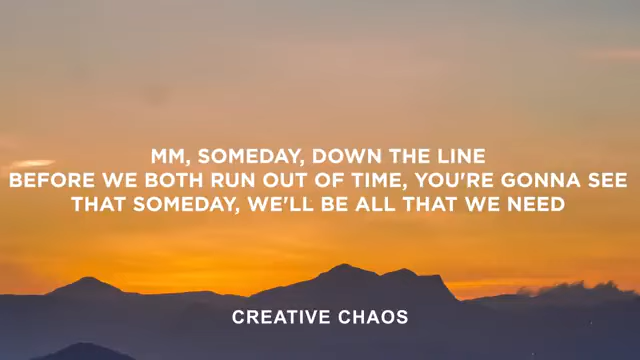 MM, SOMEDAY, DOWN THE LINE
BEFORE WE BOTH RUN OUT OF TIME, YOU'RE GONNA SEE
THAT SOMEDAY, WE'LL BE ALL THAT WE NEED
CREATIVE CHAOS